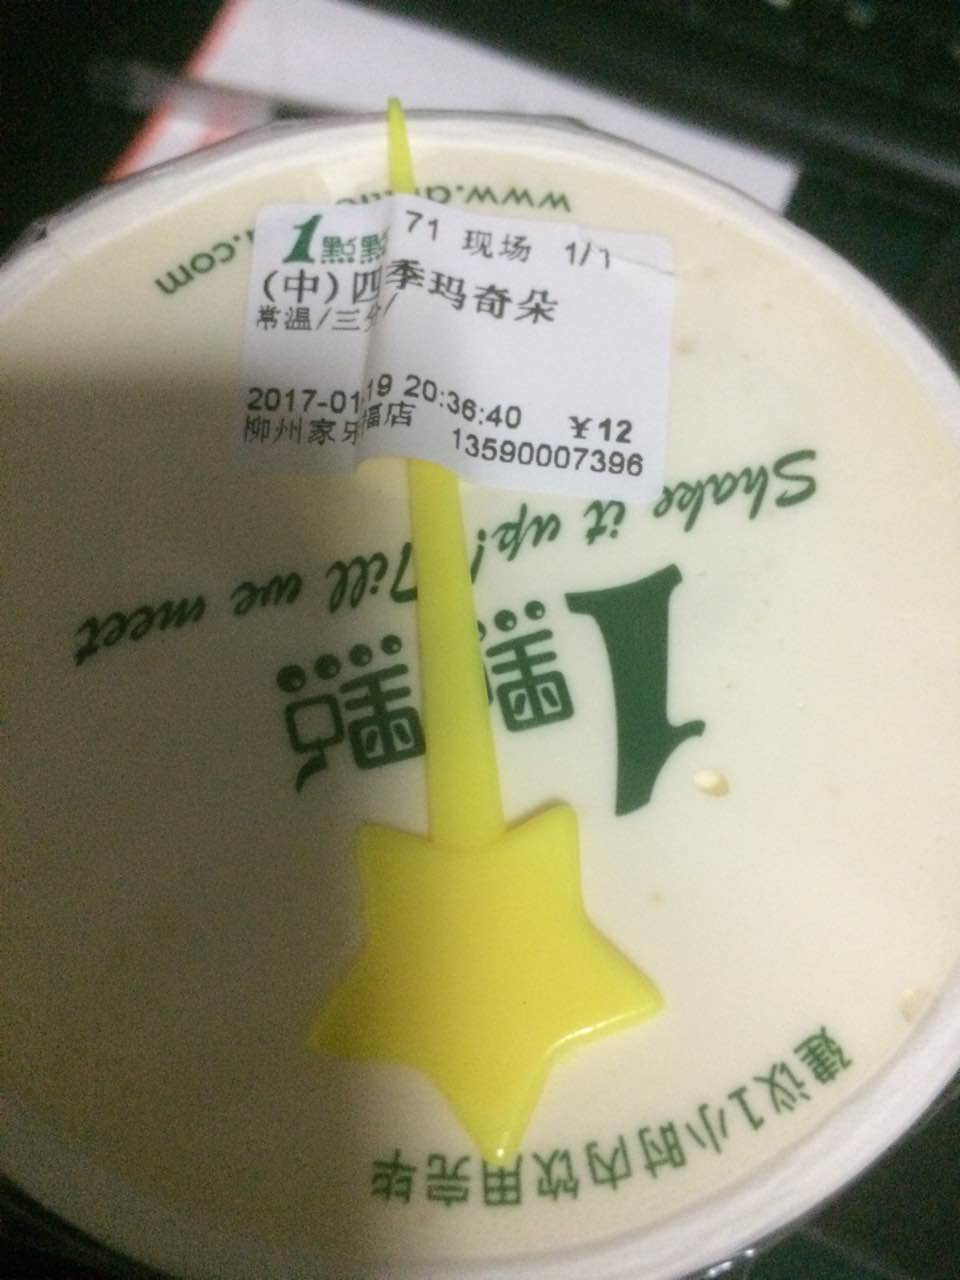 1點點 71 现场 1/1
(中)四季玛奇朵
常温/三分/
2017-01-19 20:36:40 ¥12
柳州家乐福店 13590007396
Shake it up! Till we meet
1點點
建议1小时内饮用完毕